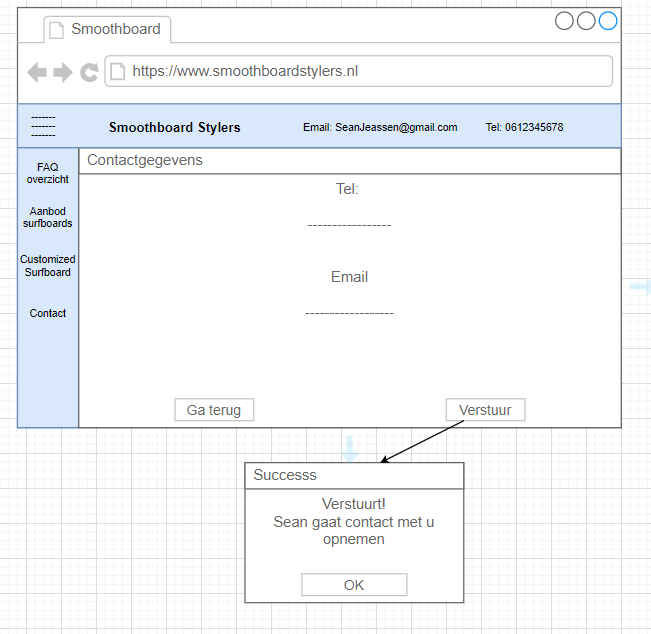 Smoothboard
https://www.smoothboardstylers.nl
-------
-------
-------
Smoothboard Stylers
Email: SeanJeassen@gmail.com
Tel: 0612345678
FAQ
overzicht
Aanbod
surfboards
Customized
Surfboard
Contact
Contactgegevens
Tel:
-----------------
Email
------------------
Ga terug
Verstuur
Successs
Verstuurt!
Sean gaat contact met u
opnemen
OK